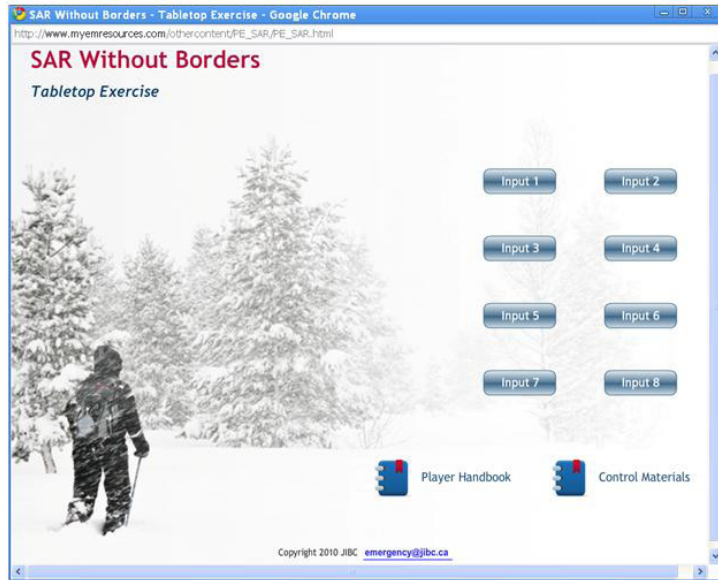 SAR Without Borders - Tabletop Exercise - Google Chrome
http://www.myemresources.com/othercontent/PE_SAR/PE_SAR.html
SAR Without Borders
Tabletop Exercise
Input 1 Input 2
Input 3 Input 4
Input 5 Input 6
Input 7 Input 8
Player Handbook Control Materials
Copyright 2010 JIBC emergency@jibc.ca